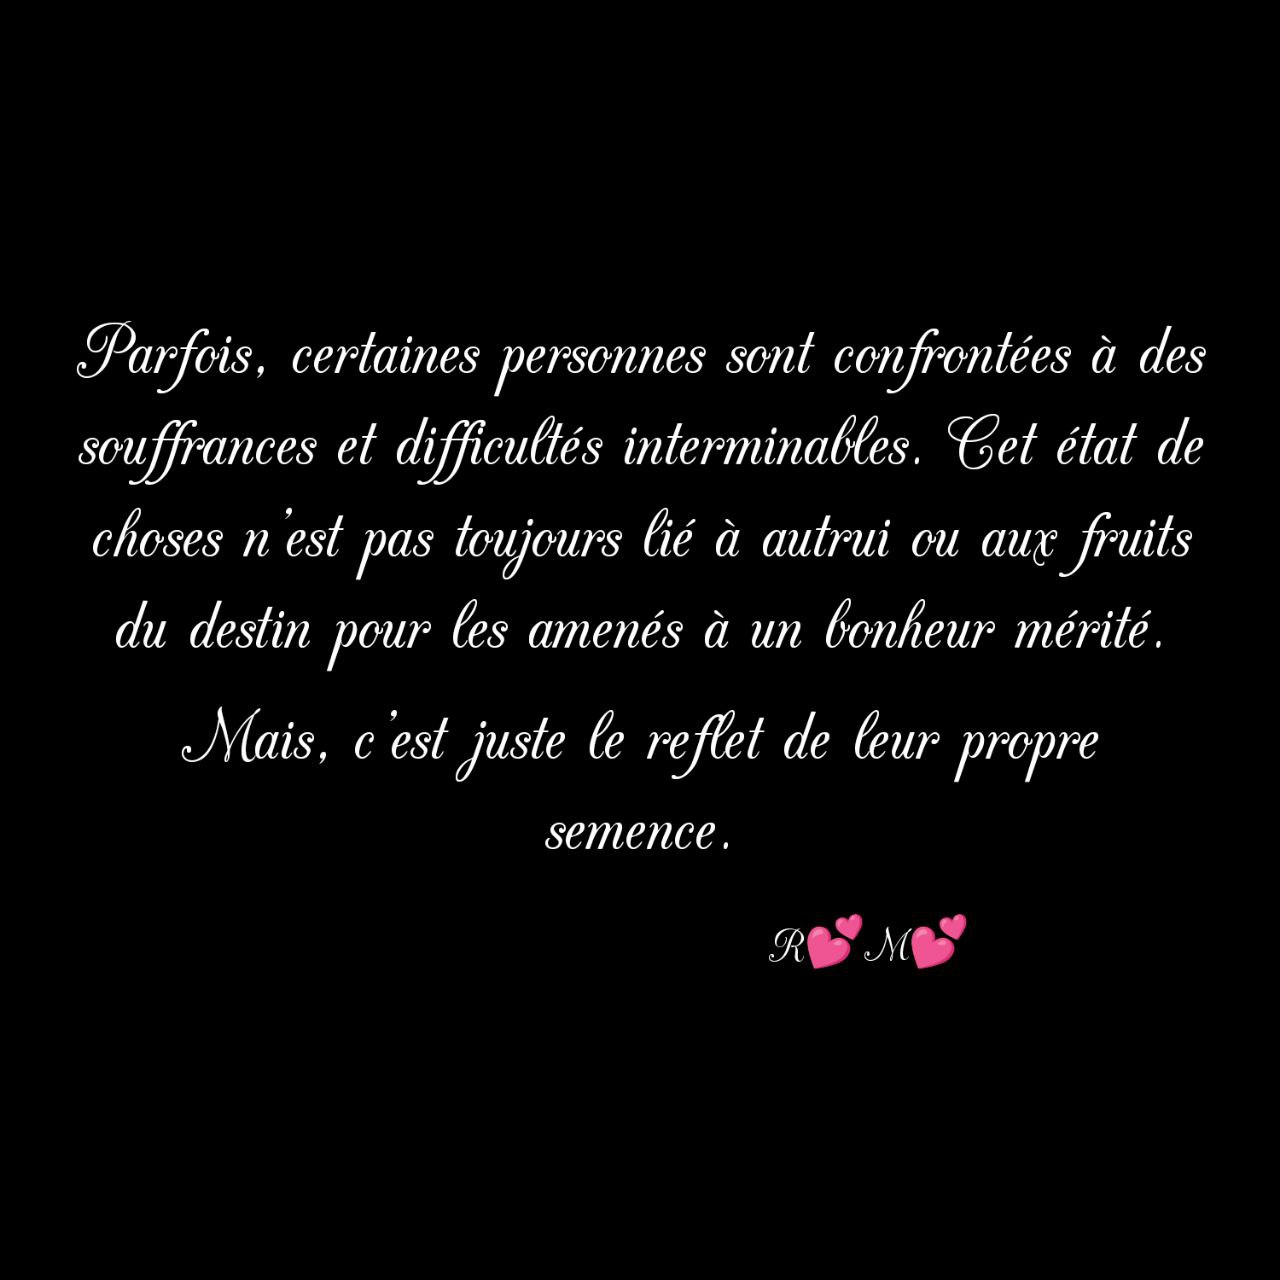 Parfois, certaines personnes sont confrontées à des
souffrances et difficultés interminables. Cet état de
choses n'est pas toujours lié à autrui ou aux fruits
du destin pour les amenés à un bonheur mérité.
Mais, c'est juste le reflet de leur propre
semence.
R💕M💕